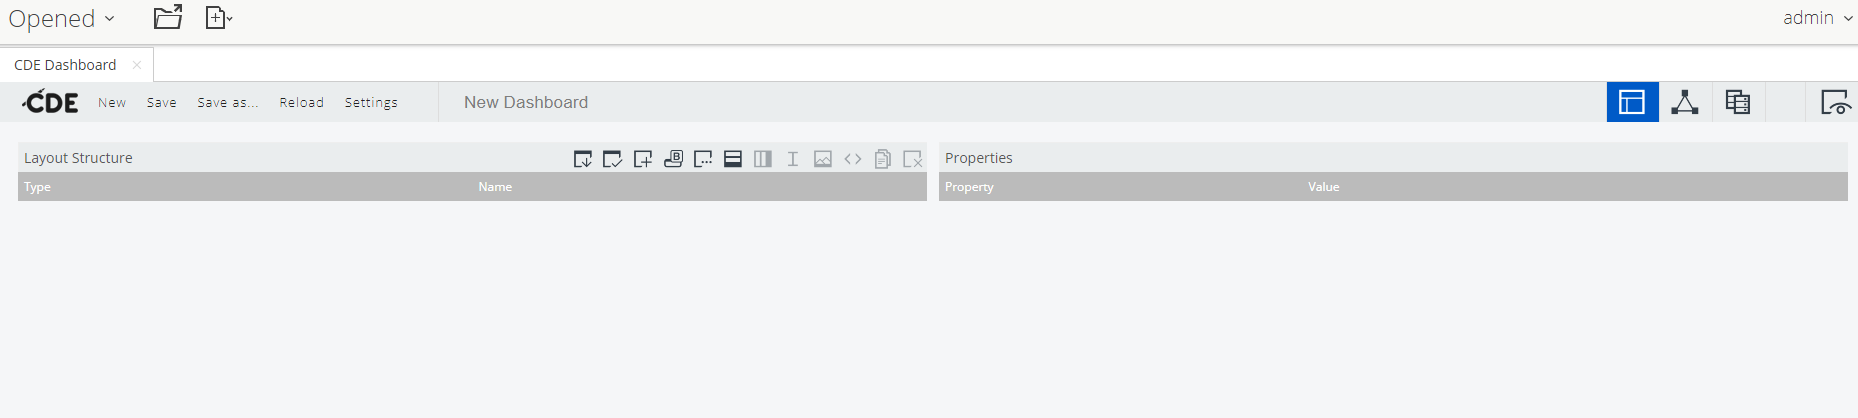 Opened admin
CDE Dashboard
CDE New Save Save as... Reload Settings New Dashboard
Layout Structure B Properties
Type Name Property Value